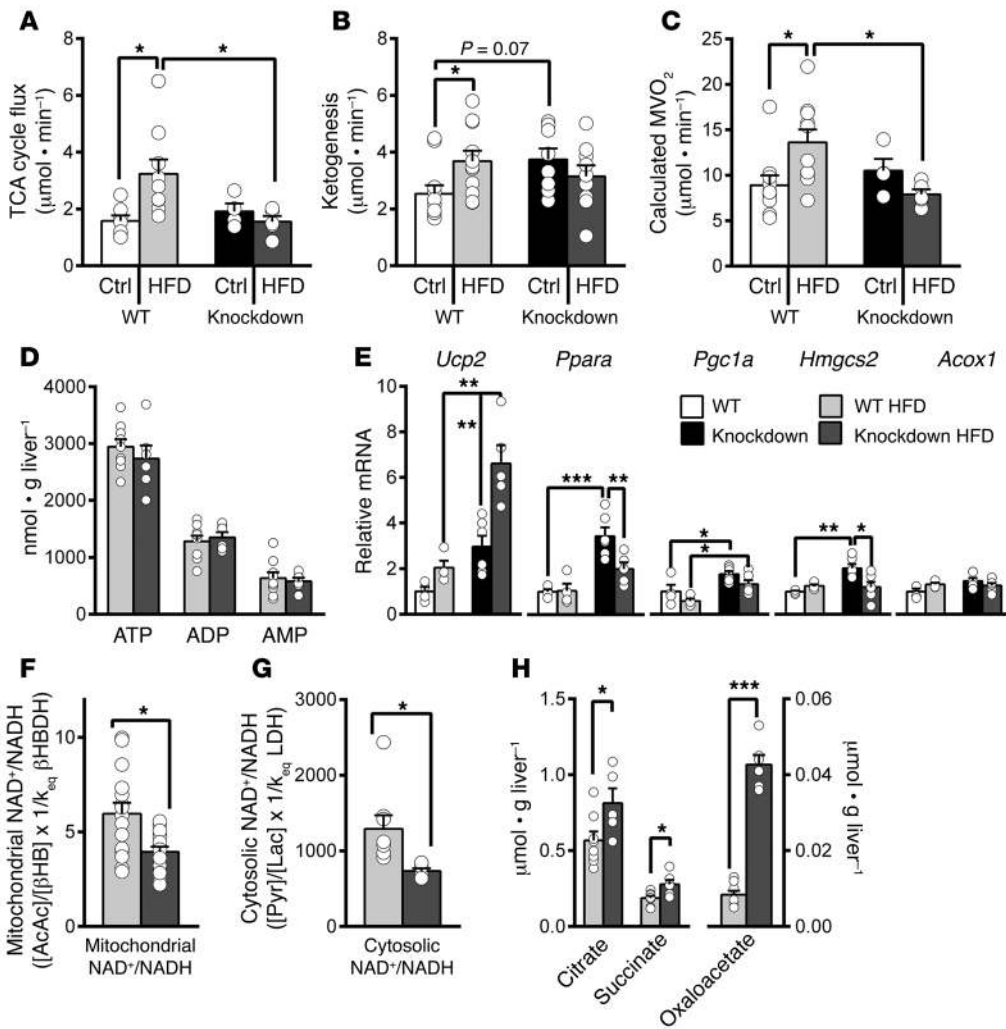 A
TCA cycle flux
(µmol • min⁻¹)
8
6
4
2
0
*
*
Ctrl HFD Ctrl HFD
WT Knockdown
B
Ketogenesis
(µmol • min⁻¹)
8
6
4
2
0
P = 0.07
*
Ctrl HFD Ctrl HFD
WT Knockdown
C
Calculated MVO₂
(µmol • min⁻¹)
25
20
15
10
5
0
*
*
Ctrl HFD Ctrl HFD
WT Knockdown
D
nmol • g liver⁻¹
4000
3000
2000
1000
0
ATP ADP AMP
E
Ucp2 Ppara Pgc1a Hmgcs2 Acox1
Relative mRNA
10
8
6
4
2
0
WT WT HFD
Knockdown Knockdown HFD
**
**
*** **
*
*
** *
F
Mitochondrial NAD⁺/NADH
([AcAc]/[βHB] x 1/kₑq βHBDH)
10
5
0
*
Mitochondrial
NAD⁺/NADH
G
Cytosolic NAD⁺/NADH
([Pyr]/[Lac] x 1/kₑq LDH)
3000
2000
1000
0
*
Cytosolic
NAD⁺/NADH
H
µmol • g liver⁻¹
1.5
1.0
0.5
0.0
*
*
***
0.06
0.04
0.02
0.00
µmol • g liver⁻¹
Citrate
Succinate
Oxaloacetate